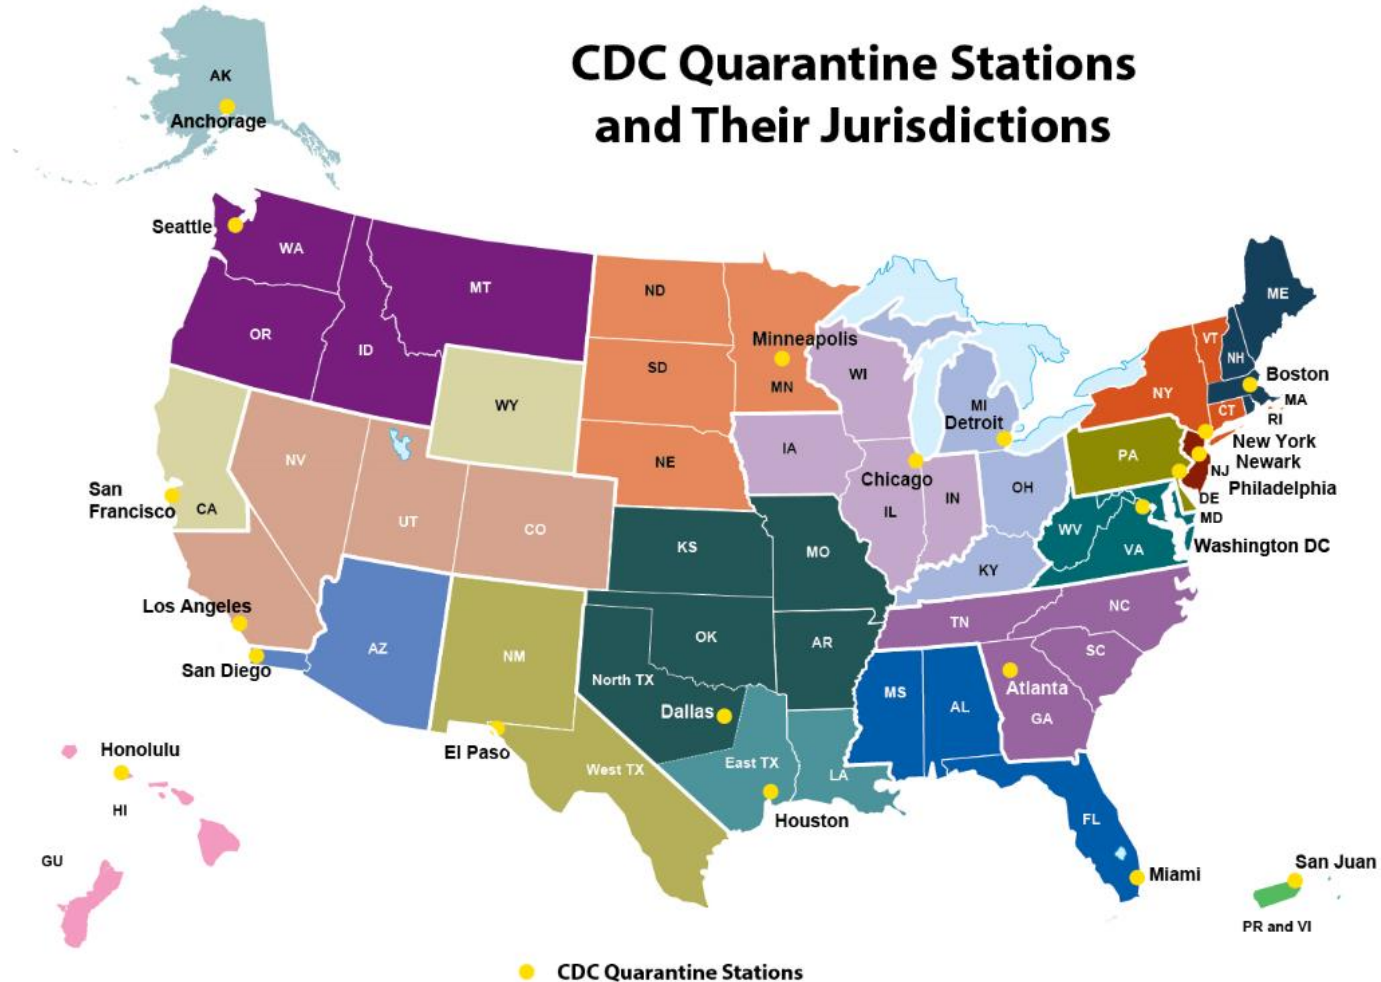 CDC Quarantine Stations
and Their Jurisdictions
AK
Anchorage
Seattle
WA
MT
OR
ID
ND
Minneapolis
MN
SD
WY
NE
WI
IA
MI
Detroit
Chicago
IL
IN
OH
KY
ME
VT
NH
NY
Boston
MA
RI
CT
New York
Newark
NJ
Philadelphia
PA
DE
MD
Washington DC
WV
VA
NV
UT
CO
San
Francisco
CA
Los Angeles
San Diego
AZ
NM
KS
MO
OK
AR
North TX
Dallas
El Paso
West TX
East TX
LA
Houston
TN
NC
SC
Atlanta
GA
MS
AL
FL
Miami
Honolulu
HI
GU
San Juan
PR and VI
CDC Quarantine Stations